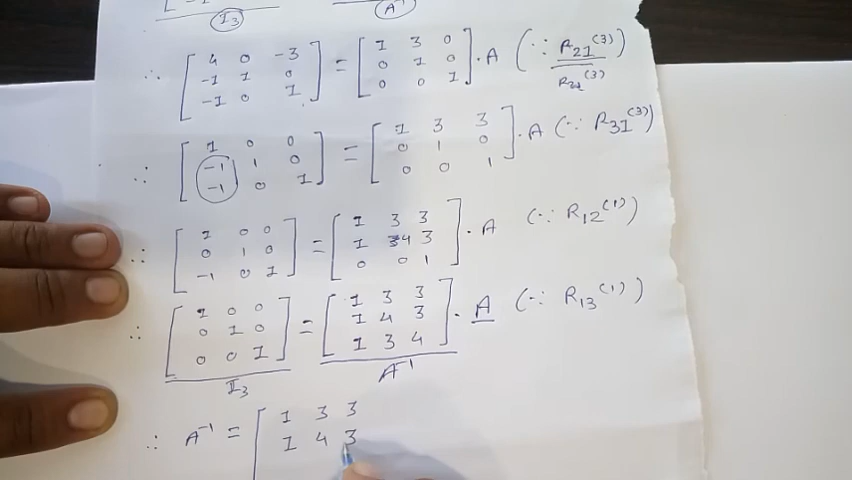 I₃ A⁻¹
∴ [ 4 0 -3 ] = [ 1 3 0 ] . A (∵ R₂₁⁽³⁾)
-1 1 0 0 1 0 R₂₁⁽³⁾
-1 0 1 0 0 1
∴ [ 1 0 0 ] = [ 1 3 3 ] . A (∵ R₃₁⁽³⁾)
-1 1 0 0 1 0
-1 0 1 0 0 1
∴ [ 1 0 0 ] = [ 1 3 3 ] . A (∵ R₁₂⁽¹⁾)
0 1 0 1 4 3
-1 0 1 0 0 1
∴ [ 1 0 0 ] = [ 1 3 3 ] . A (∵ R₁₃⁽¹⁾)
0 1 0 1 4 3
0 0 1 1 3 4
I₃ A⁻¹
∴ A⁻¹ = [ 1 3 3
1 4 3